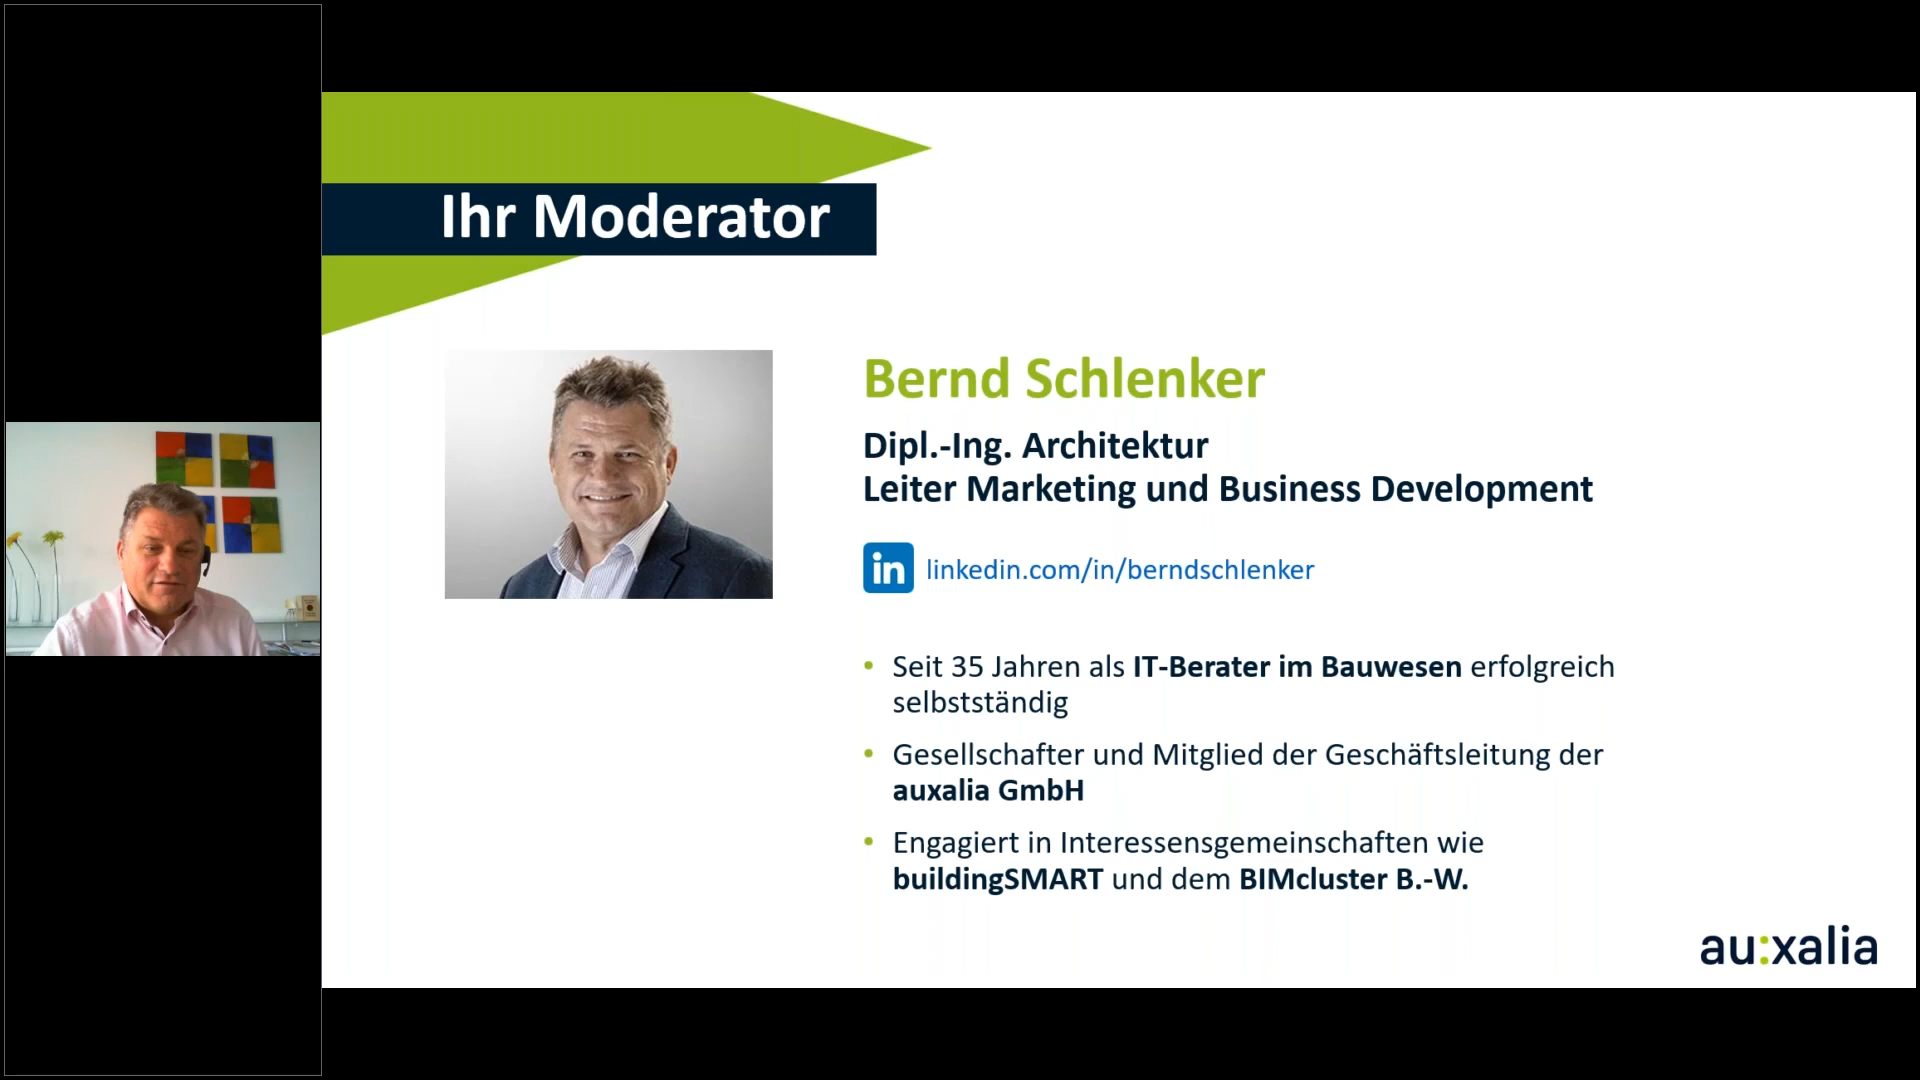 Ihr Moderator
Bernd Schlenker
Dipl.-Ing. Architektur
Leiter Marketing und Business Development
in linkedin.com/in/berndschlenker
• Seit 35 Jahren als IT-Berater im Bauwesen erfolgreich
selbstständig
• Gesellschafter und Mitglied der Geschäftsleitung der
auxalia GmbH
• Engagiert in Interessensgemeinschaften wie
buildingSMART und dem BIMcluster B.-W.
au:xalia